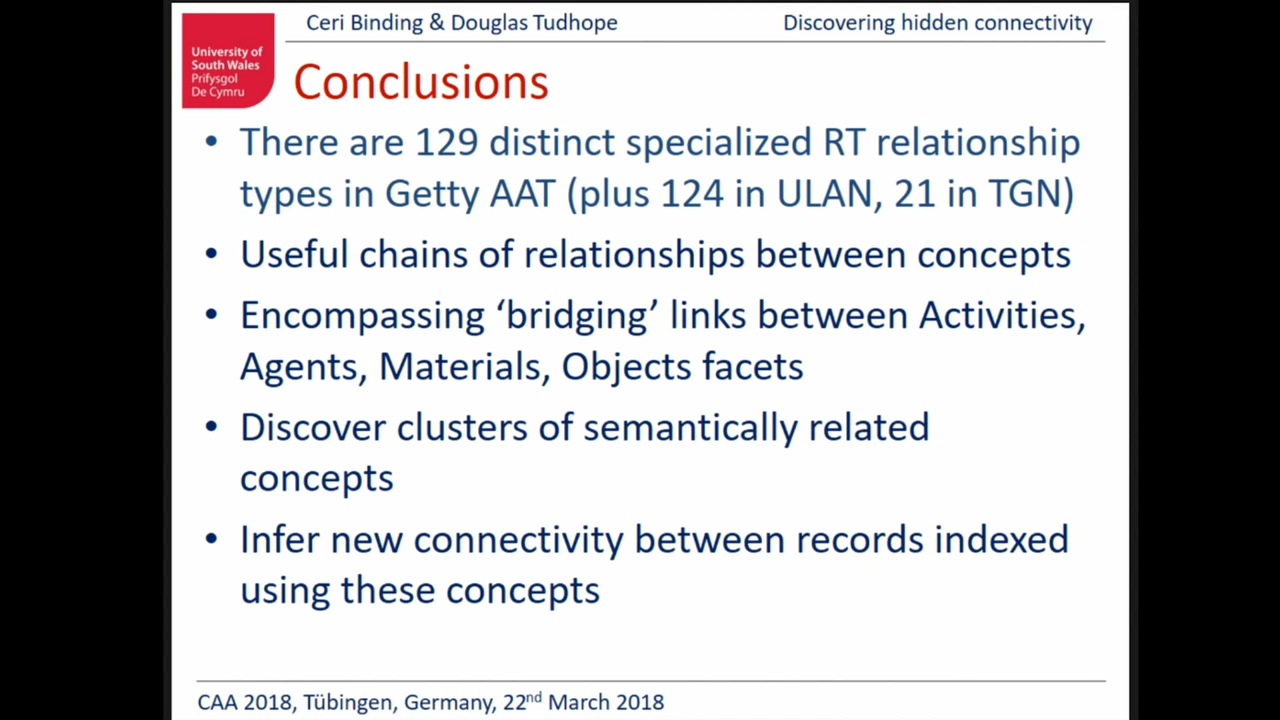 Ceri Binding & Douglas Tudhope
Discovering hidden connectivity
University of
South Wales
Prifysgol
De Cymru
Conclusions
• There are 129 distinct specialized RT relationship
types in Getty AAT (plus 124 in ULAN, 21 in TGN)
• Useful chains of relationships between concepts
• Encompassing ‘bridging’ links between Activities,
Agents, Materials, Objects facets
• Discover clusters of semantically related
concepts
• Infer new connectivity between records indexed
using these concepts
CAA 2018, Tübingen, Germany, 22nd March 2018